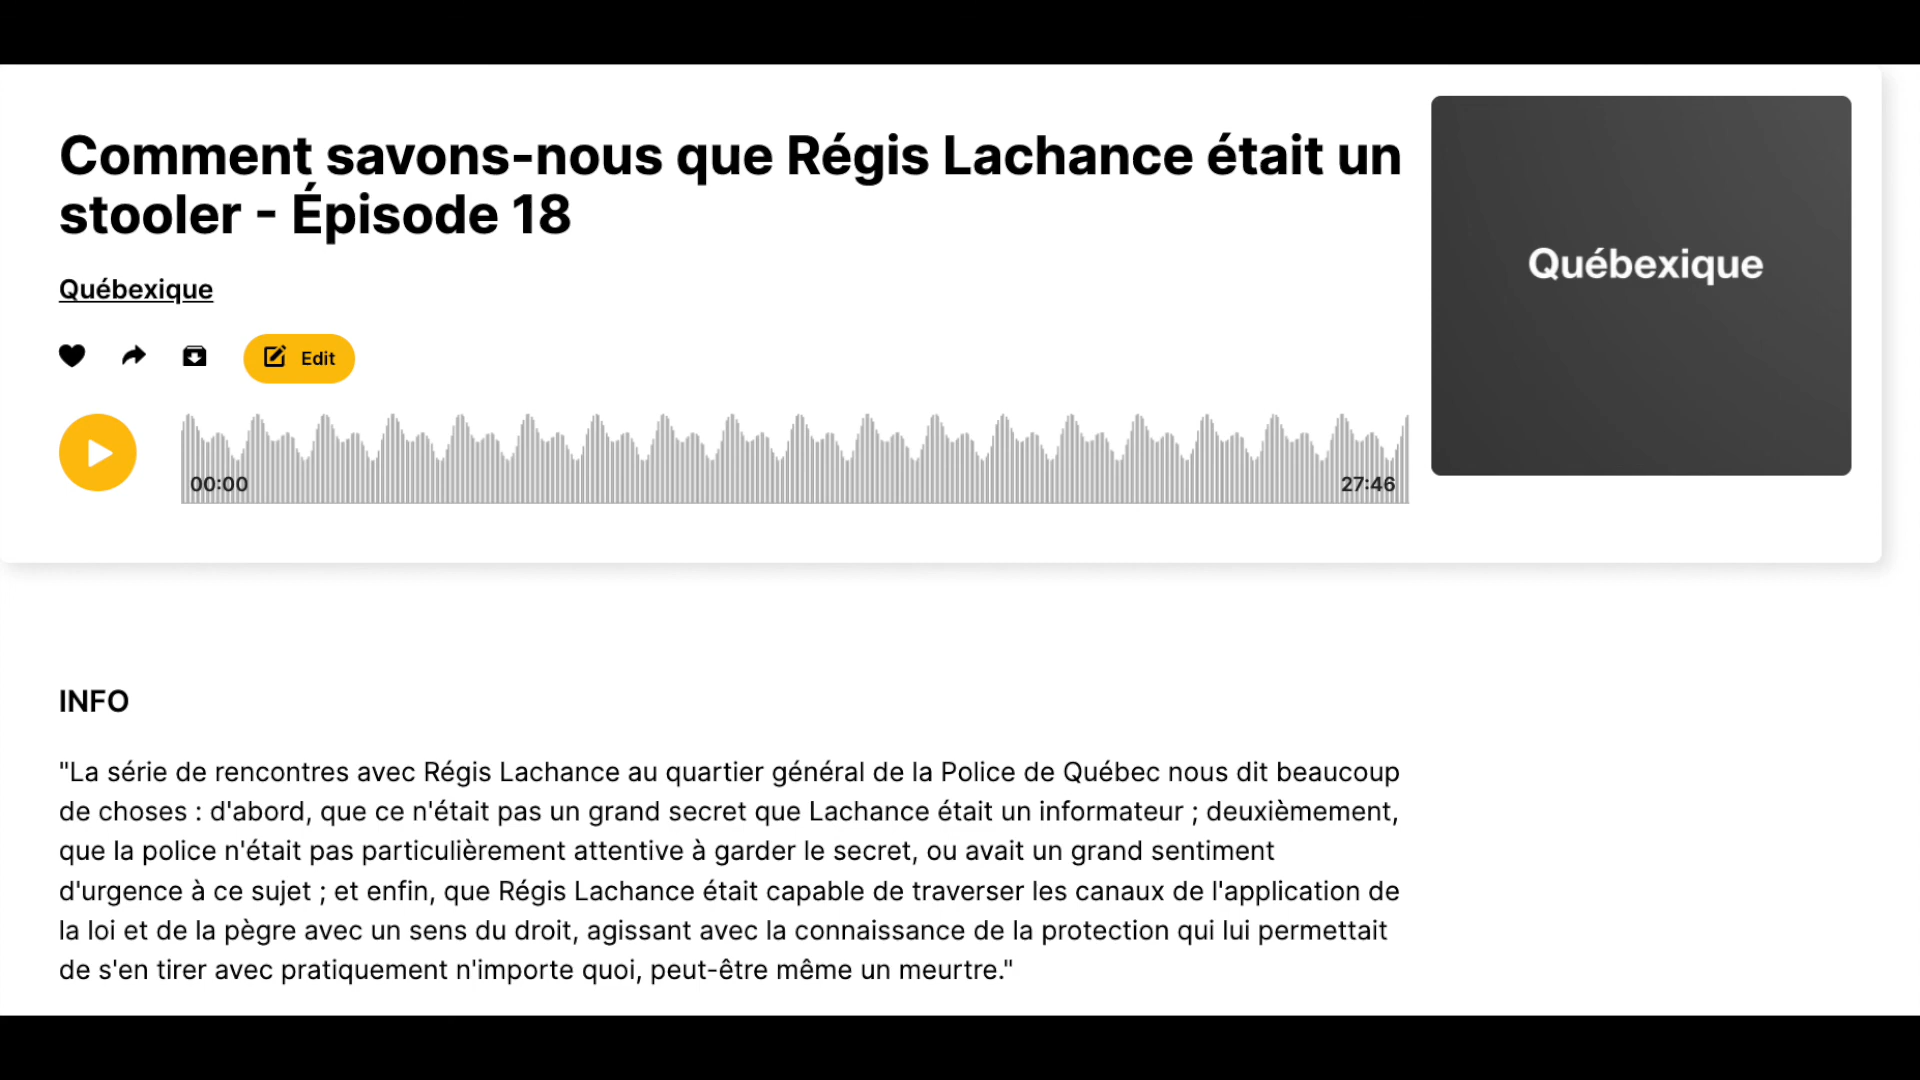 Comment savons-nous que Régis Lachance était un
stooler - Épisode 18
Québexique
Edit
00:00
27:46
Québexique
INFO
"La série de rencontres avec Régis Lachance au quartier général de la Police de Québec nous dit beaucoup
de choses : d'abord, que ce n'était pas un grand secret que Lachance était un informateur ; deuxièmement,
que la police n'était pas particulièrement attentive à garder le secret, ou avait un grand sentiment
d'urgence à ce sujet ; et enfin, que Régis Lachance était capable de traverser les canaux de l'application de
la loi et de la pègre avec un sens du droit, agissant avec la connaissance de la protection qui lui permettait
de s'en tirer avec pratiquement n'importe quoi, peut-être même un meurtre."